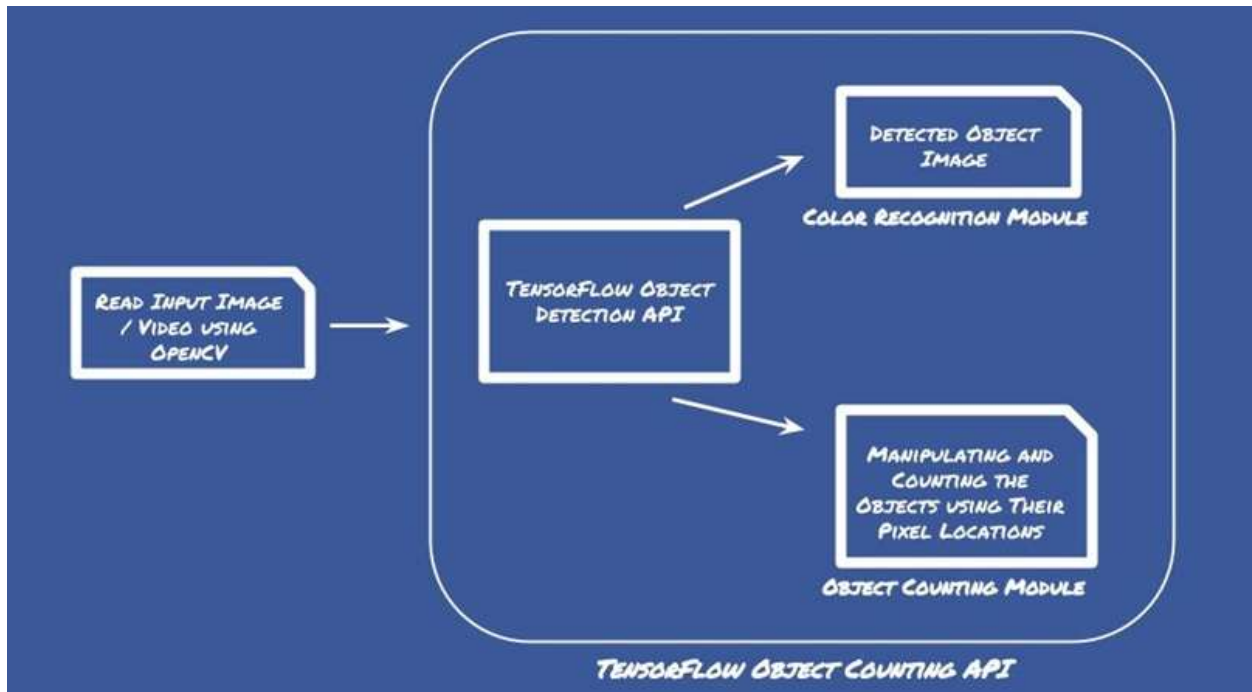 Read Input Image
/ Video using
OpenCV
TensorFlow Object
Detection API
Detected Object
Image
Color Recognition Module
Manipulating and
Counting the
Objects using Their
Pixel Locations
Object Counting Module
TensorFlow Object Counting API